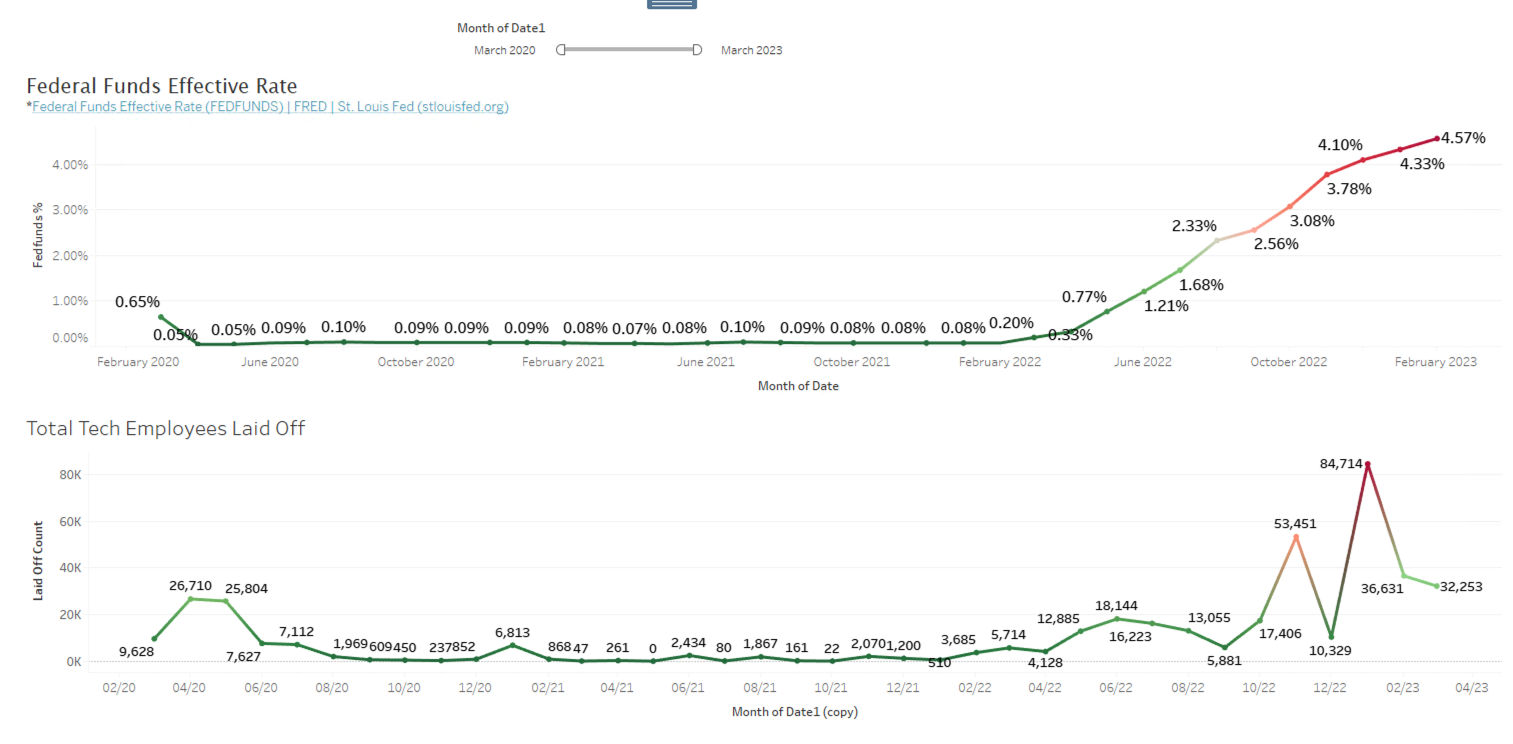 Month of Date1
March 2020 March 2023
Federal Funds Effective Rate
*Federal Funds Effective Rate (FEDFUNDS) | FRED | St. Louis Fed (stlouisfed.org)
Fedfunds %
4.00%
3.00%
2.00%
1.00%
0.00%
0.65% 0.05% 0.05% 0.09% 0.10% 0.09% 0.09% 0.09% 0.08% 0.07% 0.08% 0.10% 0.09% 0.08% 0.08% 0.08% 0.20% 0.33% 0.77% 1.21% 1.68% 2.33% 2.56% 3.08% 3.78% 4.10% 4.33% 4.57%
February 2020 June 2020 October 2020 February 2021 June 2021 October 2021 February 2022 June 2022 October 2022 February 2023
Month of Date
Total Tech Employees Laid Off
Laid Off Count
80K
60K
40K
20K
0K
9,628 26,710 25,804 7,627 7,112 1,969 609 450 237 852 6,813 868 47 261 0 2,434 80 1,867 161 22 2,070 1,200 510 3,685 5,714 4,128 12,885 18,144 16,223 13,055 5,881 17,406 53,451 10,329 84,714 36,631 32,253
02/20 04/20 06/20 08/20 10/20 12/20 02/21 04/21 06/21 08/21 10/21 12/21 02/22 04/22 06/22 08/22 10/22 12/22 02/23 04/23
Month of Date1 (copy)